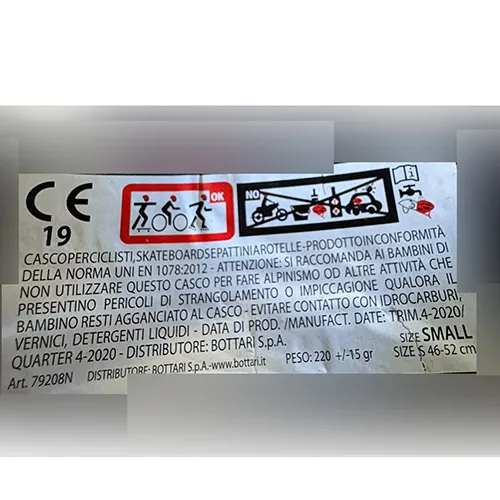 CE
19
OK
NO
i
CASCOPERCICLISTI,SKATEBOARDSEPATTINIAROTELLE-PRODOTTOINCONFORMITÀ
DELLA NORMA UNI EN 1078:2012 - ATTENZIONE: SI RACCOMANDA AI BAMBINI DI
NON UTILIZZARE QUESTO CASCO PER FARE ALPINISMO OD ALTRE ATTIVITÀ CHE
PRESENTINO PERICOLI DI STRANGOLAMENTO O IMPICCAGIONE QUALORA IL
BAMBINO RESTI AGGANCIATO AL CASCO - EVITARE CONTATTO CON IDROCARBURI,
VERNICI, DETERGENTI LIQUIDI - DATA DI PROD. /MANUFACT. DATE: TRIM.4-2020/
QUARTER 4-2020 - DISTRIBUTORE: BOTTARI S.p.A. SIZE SMALL
Art. 79208N DISTRIBUTORE: BOTTARI S.p.A.-www.bottari.it PESO: 220 +/-15 gr SIZE S 46-52 cm